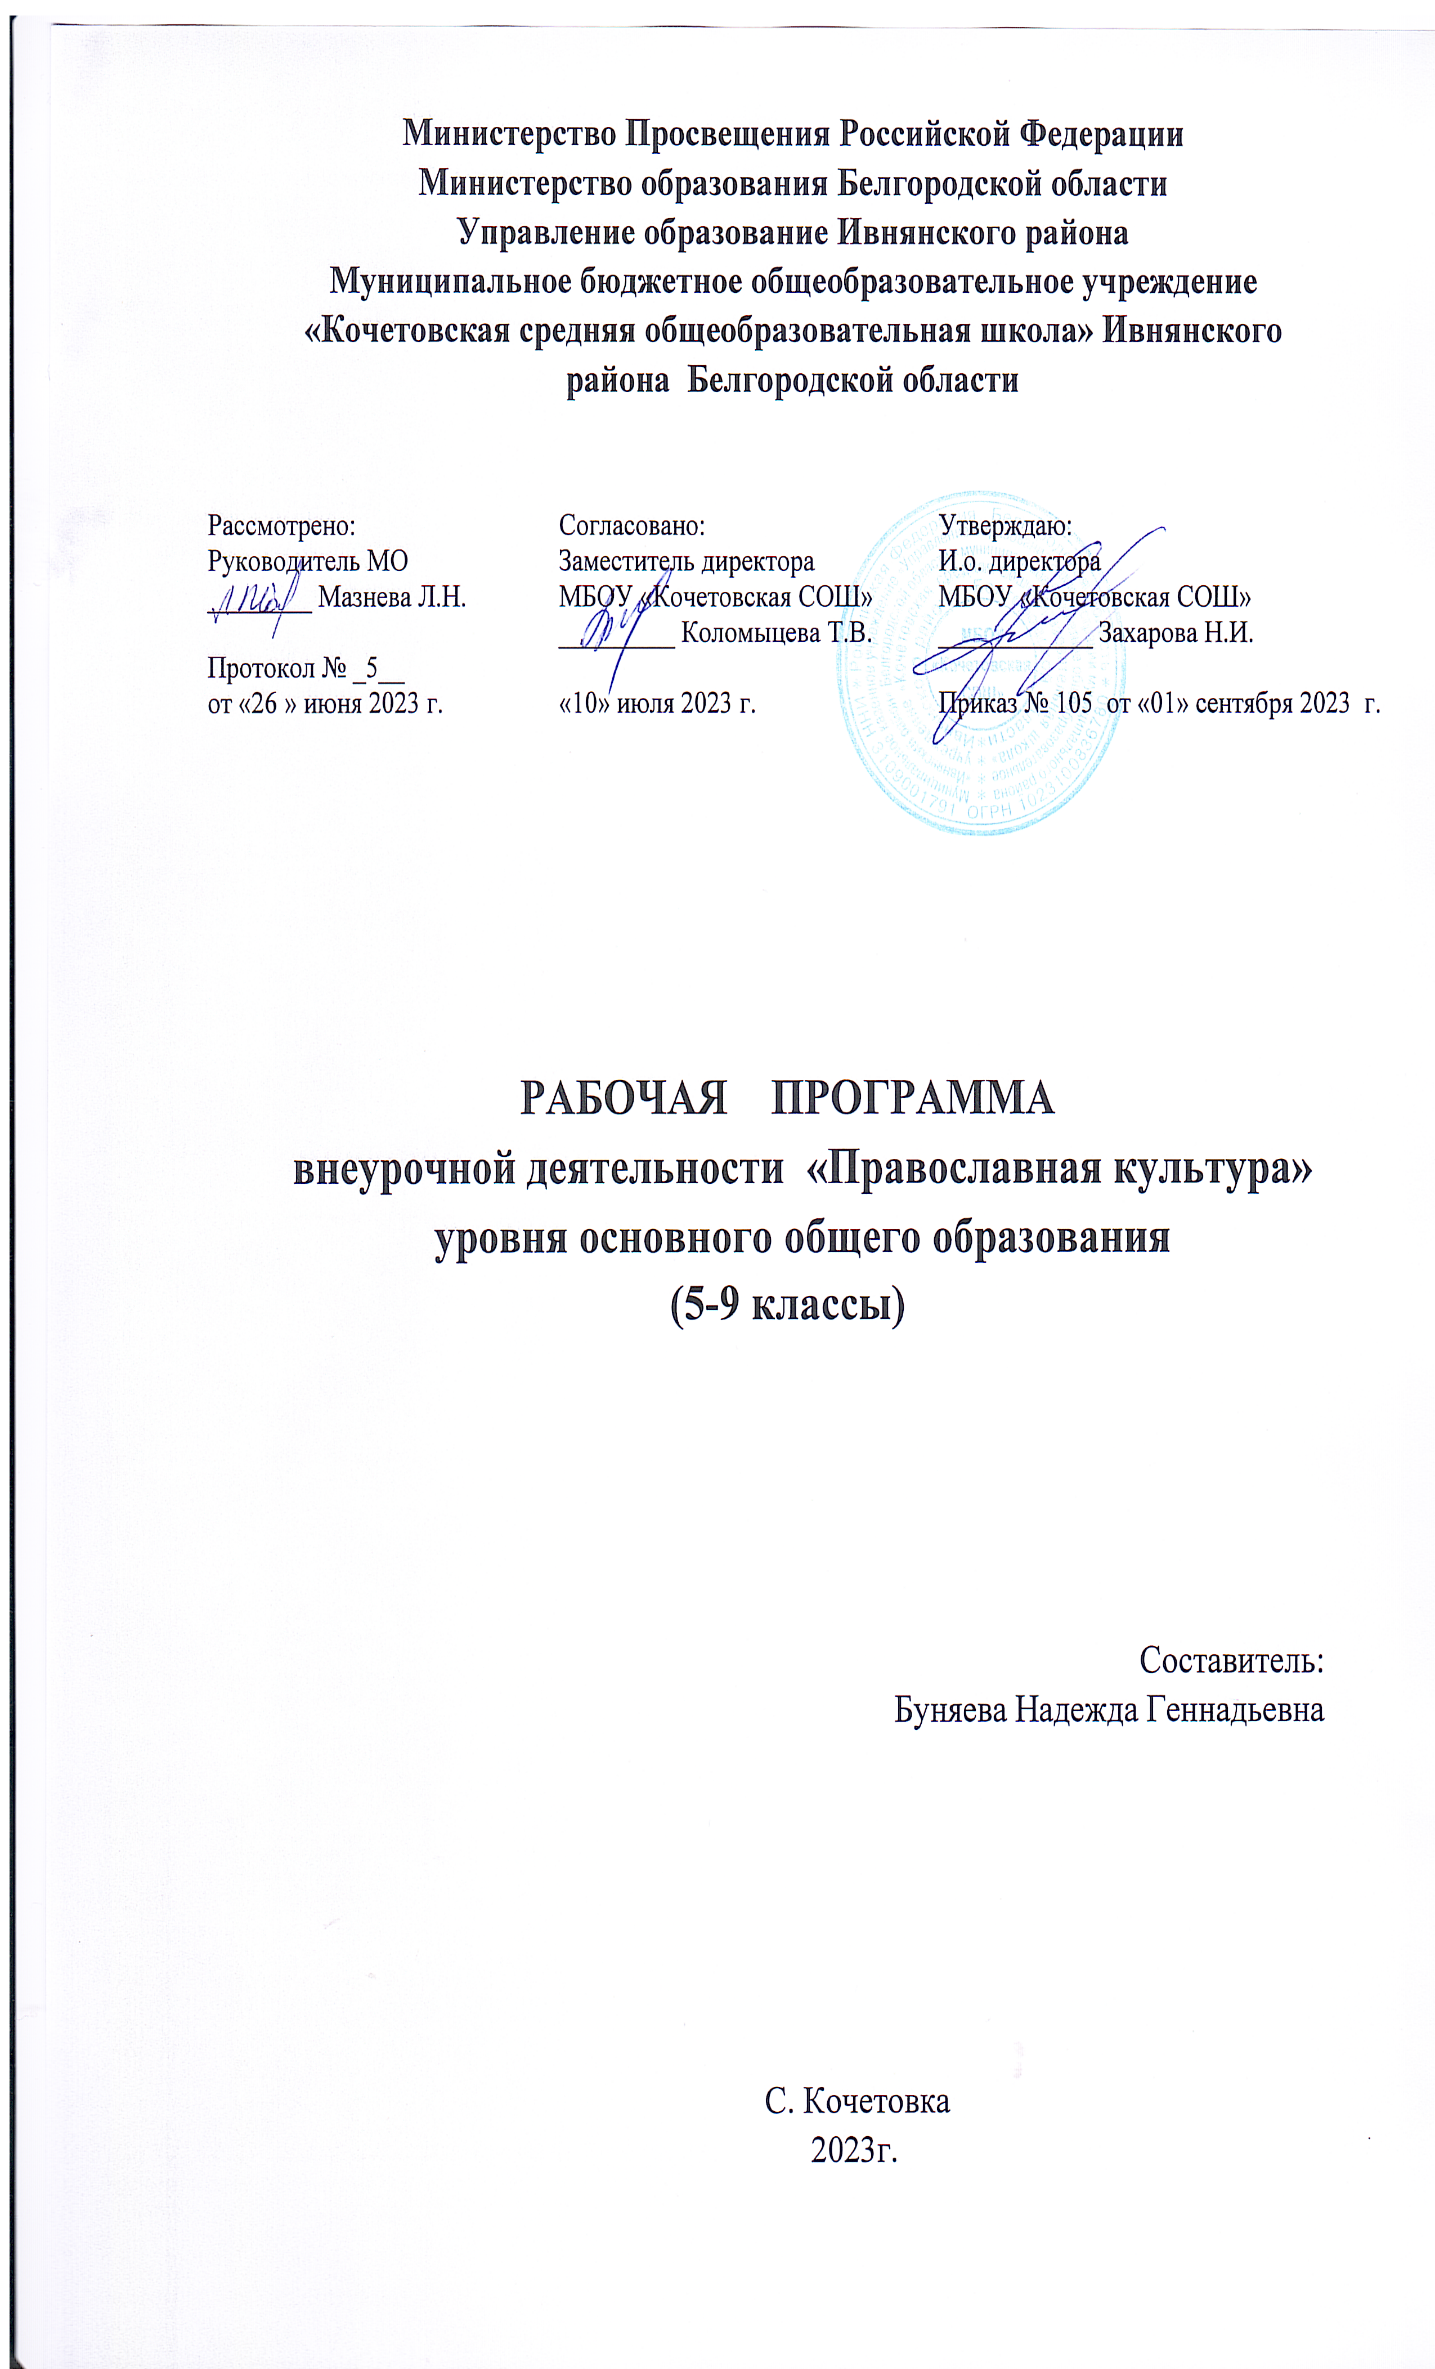 Министерство Просвещения Российской Федерации
Министерство образования Белгородской области
Управление образование Ивнянского района
Муниципальное бюджетное общеобразовательное учреждение
«Кочетовская средняя общеобразовательная школа» Ивнянского
района Белгородской области
Рассмотрено:
Руководитель МО
________ Мазнева Л.Н.
Протокол № _5__
от «26 » июня 2023 г.
Согласовано:
Заместитель директора
МБОУ «Кочетовская СОШ»
_________ Коломыцева Т.В.
«10» июля 2023 г.
Утверждаю:
И.о. директора
МБОУ «Кочетовская СОШ»
____________ Захарова Н.И.
Приказ № 105 от «01» сентября 2023 г.
ОГРН
РАБОЧАЯ ПРОГРАММА
внеурочной деятельности «Православная культура»
уровня основного общего образования
(5-9 классы)
Составитель:
Буняева Надежда Геннадьевна
С. Кочетовка
2023г.